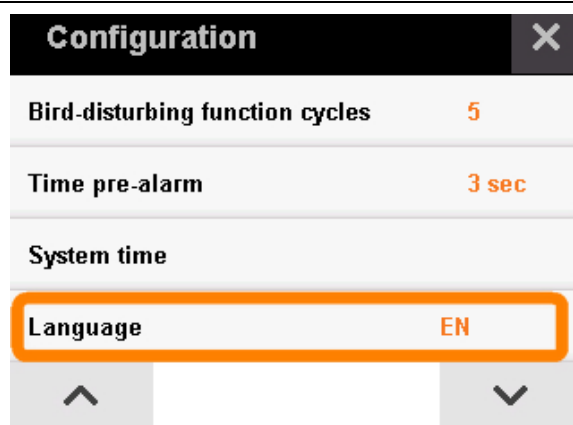 Configuration
Bird-disturbing function cycles 5
Time pre-alarm 3 sec
System time
Language EN